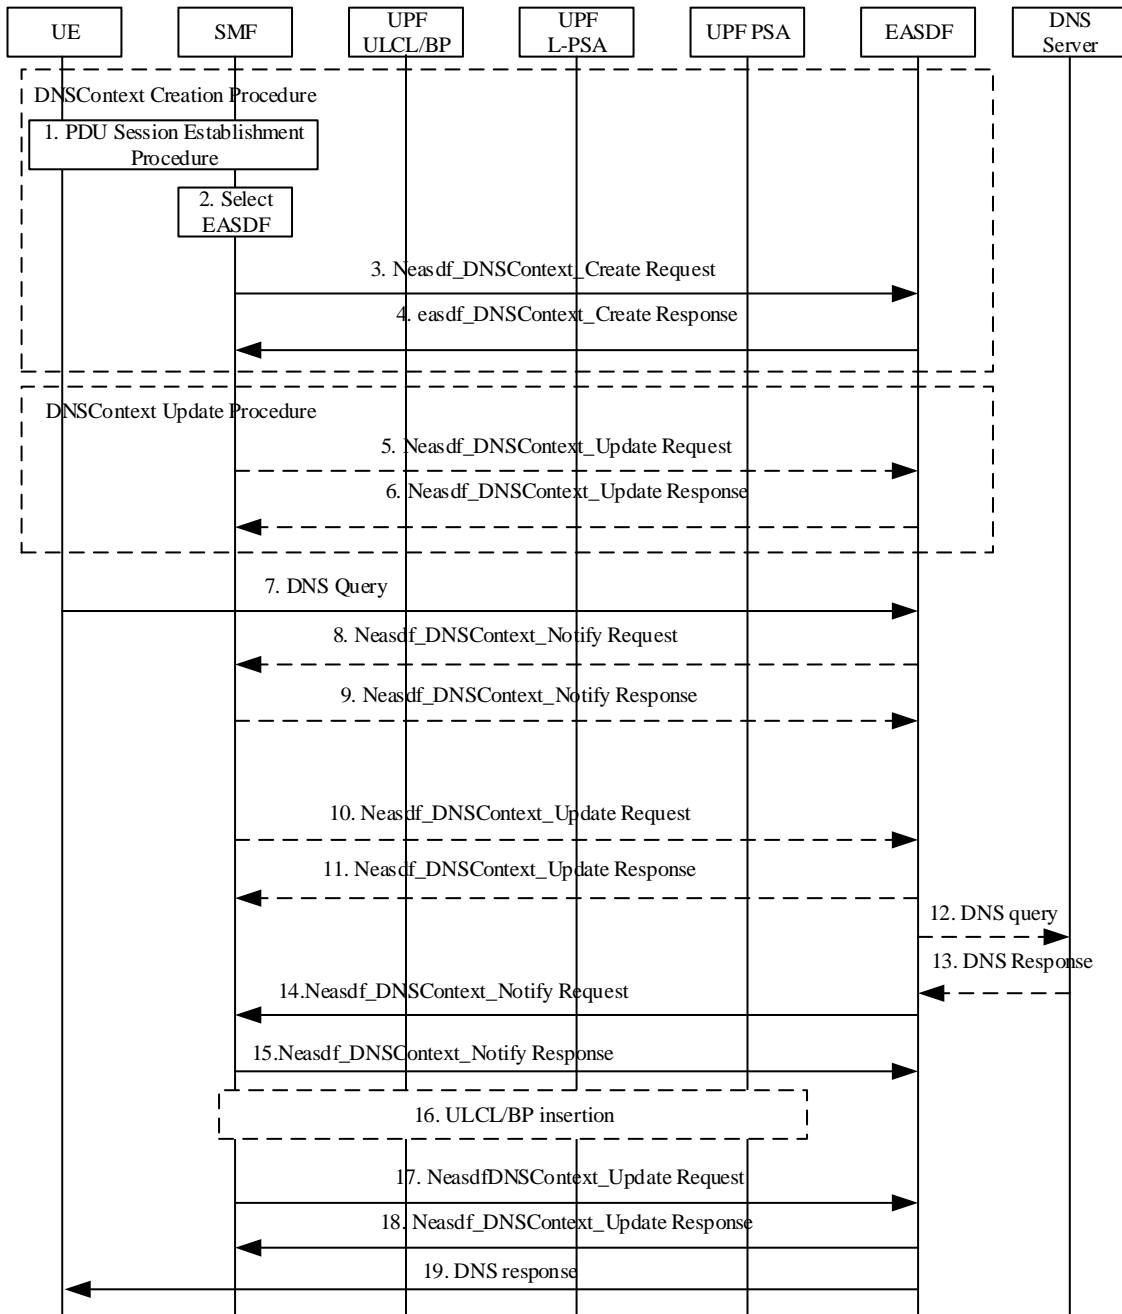 UE
SMF
UPF
ULCL/BP
UPF
L-PSA
UPF PSA
EASDF
DNS
Server
DNSContext Creation Procedure
1. PDU Session Establishment
Procedure
2. Select
EASDF
3. Neasdf_DNSContext_Create Request
4. easdf_DNSContext_Create Response
DNSContext Update Procedure
5. Neasdf_DNSContext_Update Request
6. Neasdf_DNSContext_Update Response
7. DNS Query
8. Neasdf_DNSContext_Notify Request
9. Neasdf_DNSContext_Notify Response
10. Neasdf_DNSContext_Update Request
11. Neasdf_DNSContext_Update Response
12. DNS query
13. DNS Response
14.Neasdf_DNSContext_Notify Request
15.Neasdf_DNSContext_Notify Response
16. ULCL/BP insertion
17. NeasdfDNSContext_Update Request
18. Neasdf_DNSContext_Update Response
19. DNS response